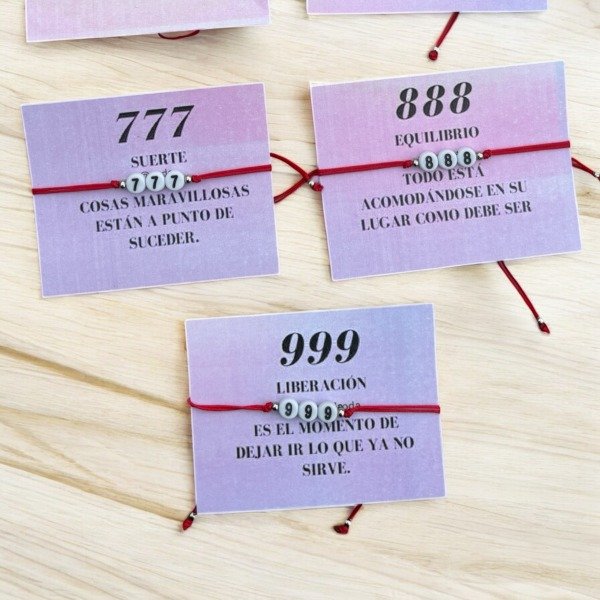 777
SUERTE
777
COSAS MARAVILLOSAS
ESTÁN A PUNTO DE
SUCEDER.
888
EQUILIBRIO
888
TODO ESTÁ
ACOMODÁNDOSE EN SU
LUGAR COMO DEBE SER
999
LIBERACIÓN
999
ES EL MOMENTO DE
DEJAR IR LO QUE YA NO
SIRVE.